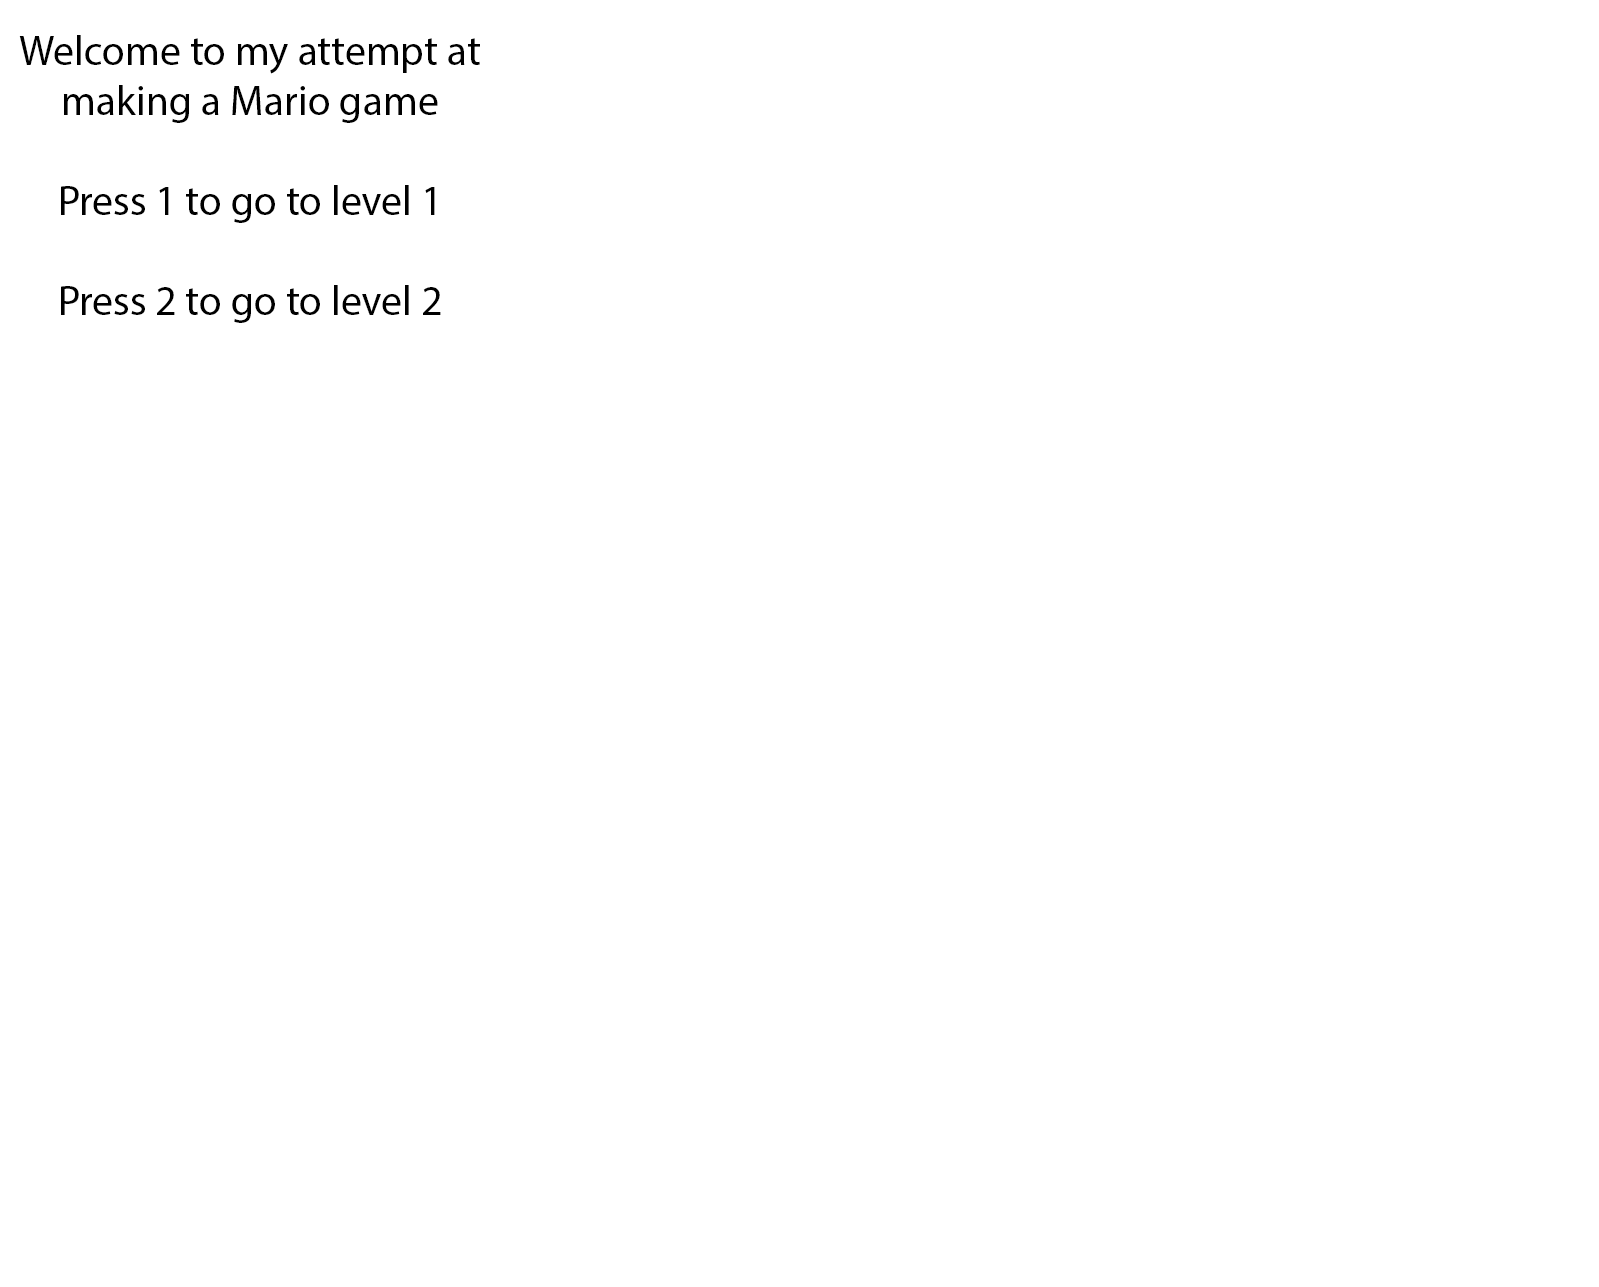 Welcome to my attempt at
making a Mario game
Press 1 to go to level 1
Press 2 to go to level 2